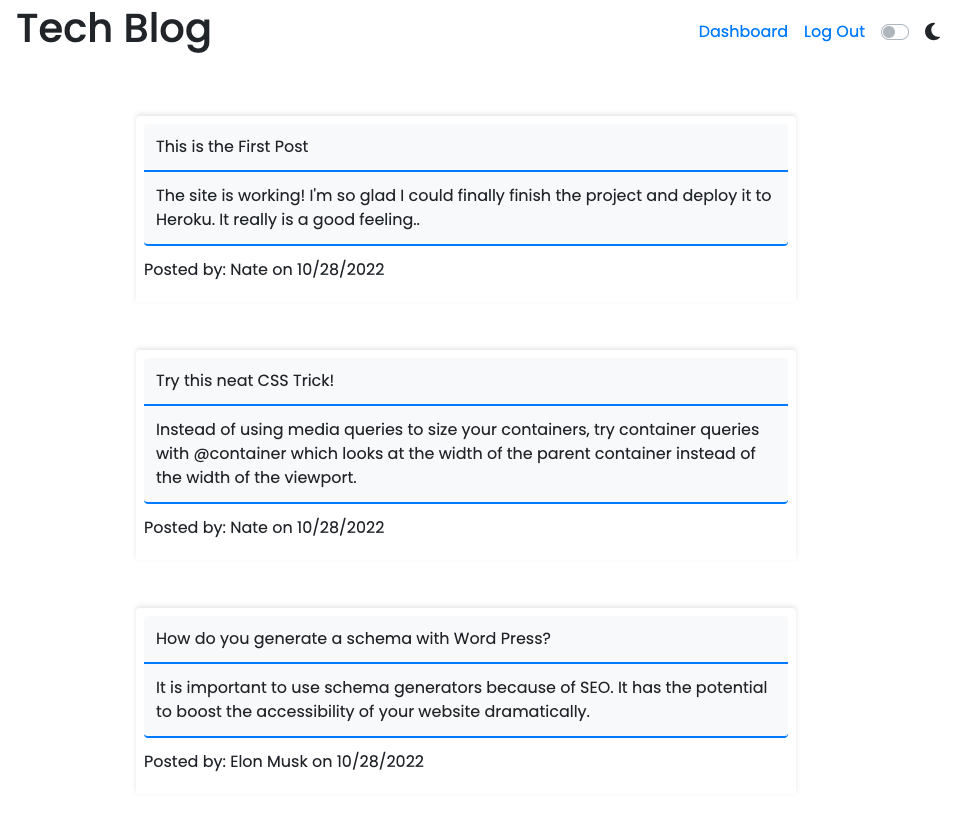 Tech Blog
Dashboard Log Out
This is the First Post
The site is working! I'm so glad I could finally finish the project and deploy it to
Heroku. It really is a good feeling..
Posted by: Nate on 10/28/2022
Try this neat CSS Trick!
Instead of using media queries to size your containers, try container queries
with @container which looks at the width of the parent container instead of
the width of the viewport.
Posted by: Nate on 10/28/2022
How do you generate a schema with Word Press?
It is important to use schema generators because of SEO. It has the potential
to boost the accessibility of your website dramatically.
Posted by: Elon Musk on 10/28/2022